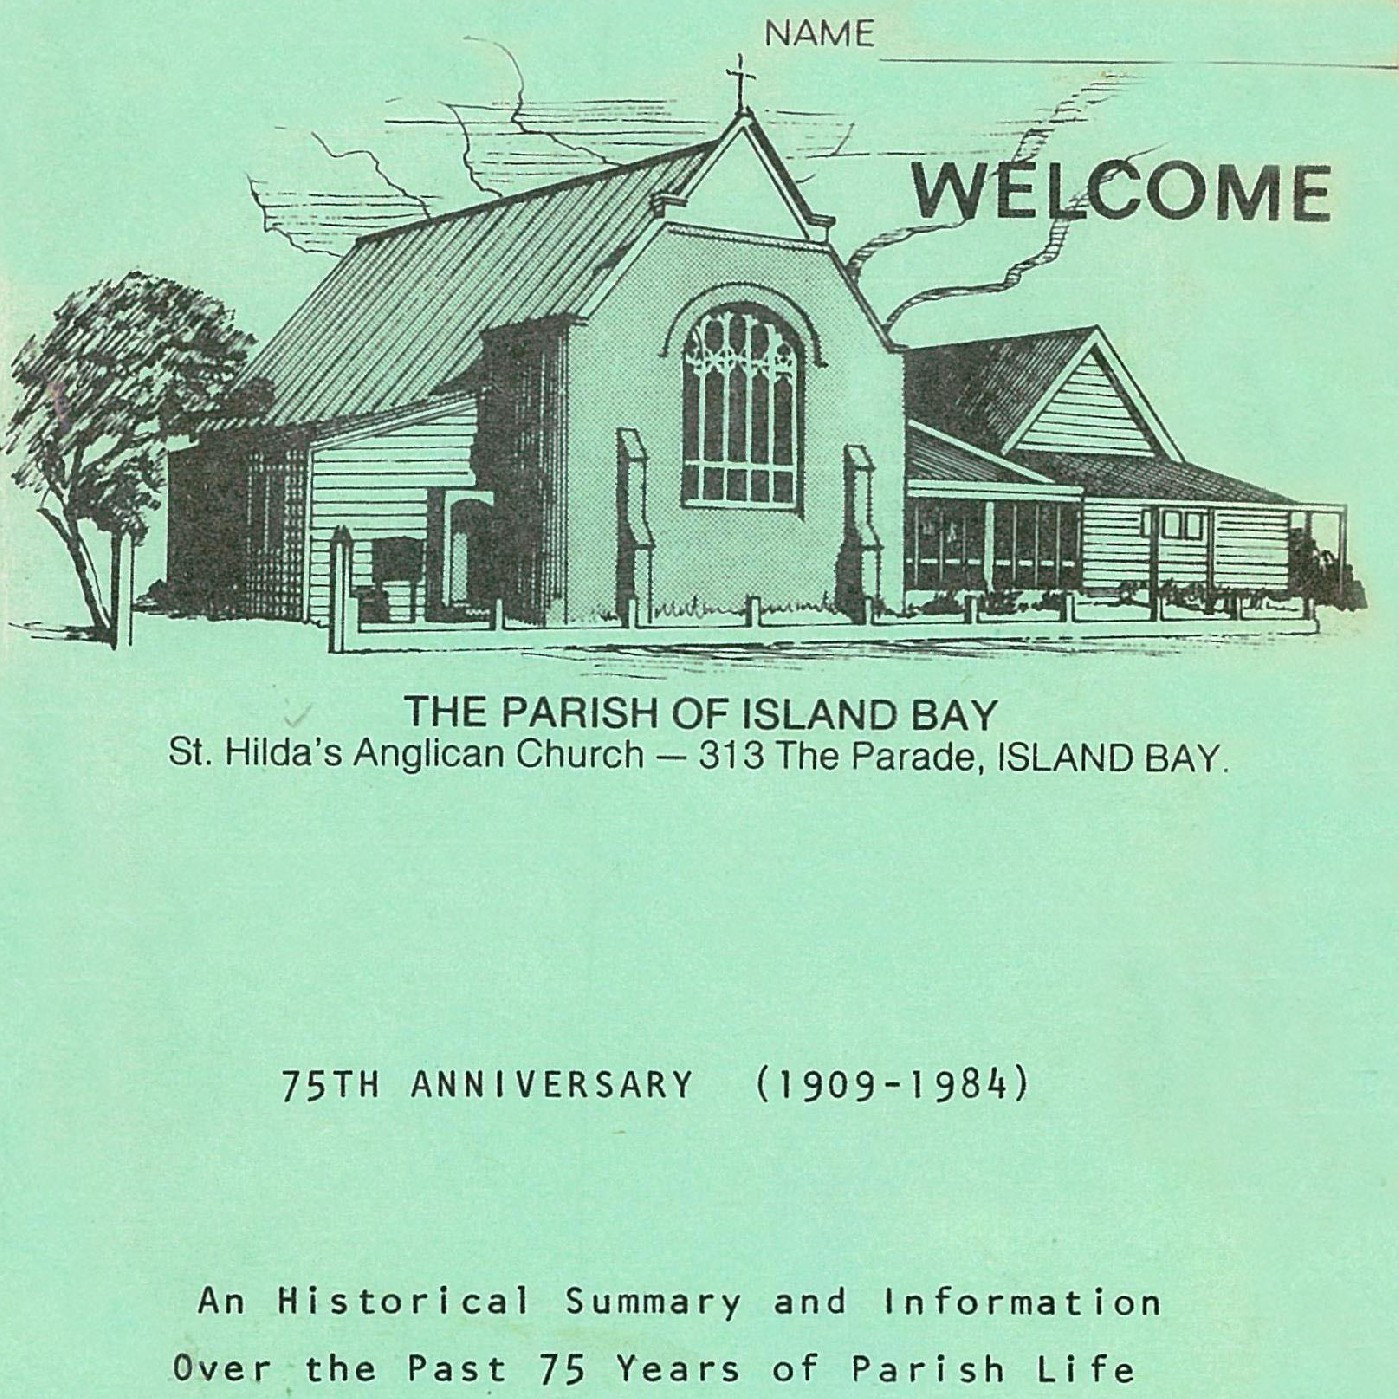 NAME
WELCOME
THE PARISH OF ISLAND BAY
St. Hilda's Anglican Church — 313 The Parade, ISLAND BAY.
75TH ANNIVERSARY (1909-1984)
An Historical Summary and Information
Over the Past 75 Years of Parish Life